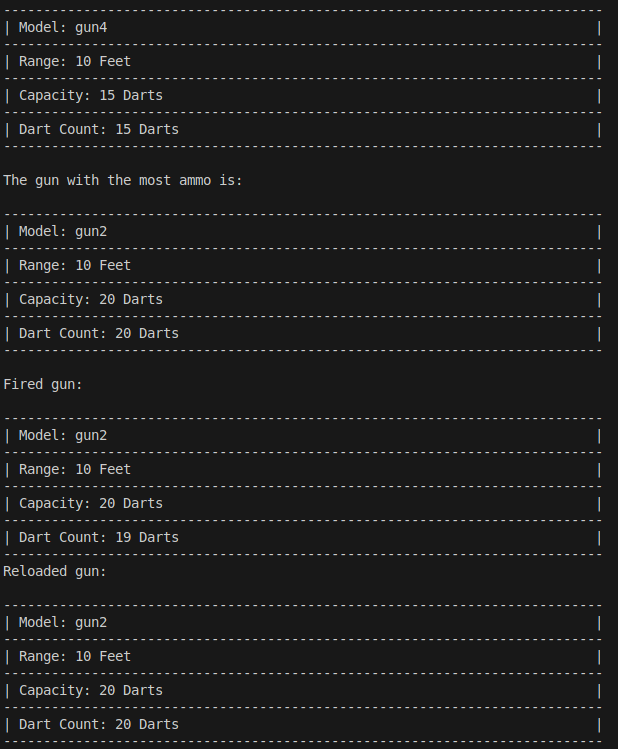 ---------------------------------------------------------------------------
| Model: gun4                                                             |
---------------------------------------------------------------------------
| Range: 10 Feet                                                          |
---------------------------------------------------------------------------
| Capacity: 15 Darts                                                      |
---------------------------------------------------------------------------
| Dart Count: 15 Darts                                                    |
---------------------------------------------------------------------------

The gun with the most ammo is:

---------------------------------------------------------------------------
| Model: gun2                                                             |
---------------------------------------------------------------------------
| Range: 10 Feet                                                          |
---------------------------------------------------------------------------
| Capacity: 20 Darts                                                      |
---------------------------------------------------------------------------
| Dart Count: 20 Darts                                                    |
---------------------------------------------------------------------------

Fired gun:

---------------------------------------------------------------------------
| Model: gun2                                                             |
---------------------------------------------------------------------------
| Range: 10 Feet                                                          |
---------------------------------------------------------------------------
| Capacity: 20 Darts                                                      |
---------------------------------------------------------------------------
| Dart Count: 19 Darts                                                    |
---------------------------------------------------------------------------
Reloaded gun:

---------------------------------------------------------------------------
| Model: gun2                                                             |
---------------------------------------------------------------------------
| Range: 10 Feet                                                          |
---------------------------------------------------------------------------
| Capacity: 20 Darts                                                      |
---------------------------------------------------------------------------
| Dart Count: 20 Darts                                                    |
---------------------------------------------------------------------------